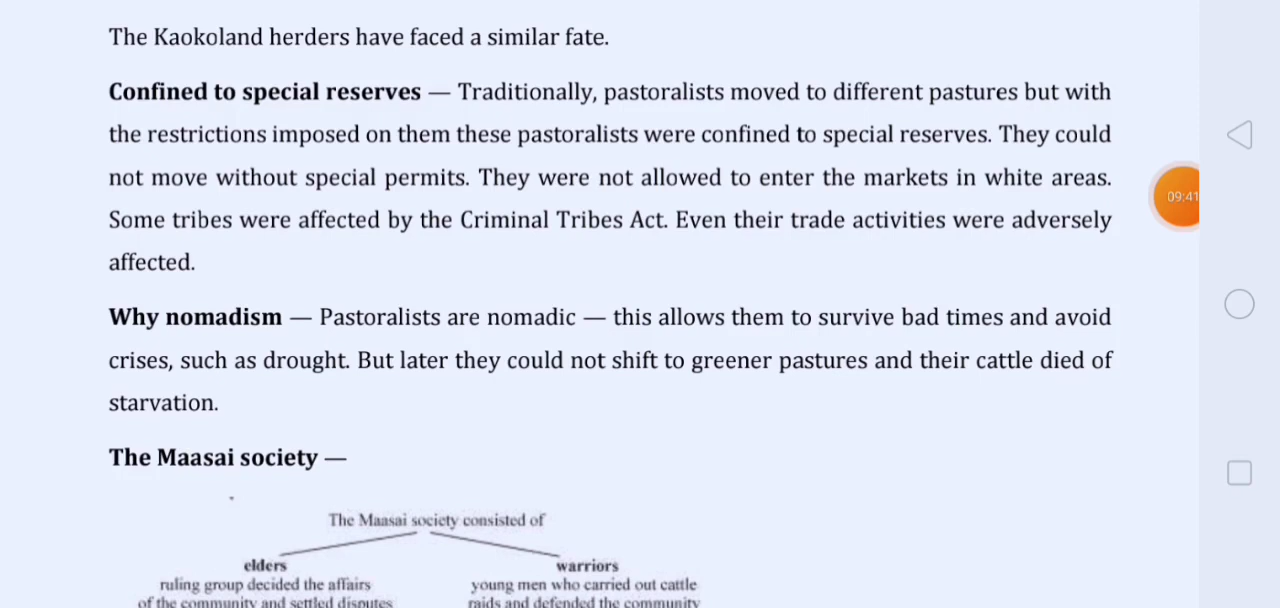 The Kaokoland herders have faced a similar fate.
Confined to special reserves — Traditionally, pastoralists moved to different pastures but with
the restrictions imposed on them these pastoralists were confined to special reserves. They could
not move without special permits. They were not allowed to enter the markets in white areas.
Some tribes were affected by the Criminal Tribes Act. Even their trade activities were adversely
affected.
Why nomadism — Pastoralists are nomadic — this allows them to survive bad times and avoid
crises, such as drought. But later they could not shift to greener pastures and their cattle died of
starvation.
The Maasai society —
The Maasai society consisted of
elders
ruling group decided the affairs
of the community and settled disputes
warriors
young men who carried out cattle
raids and defended the community
09:41